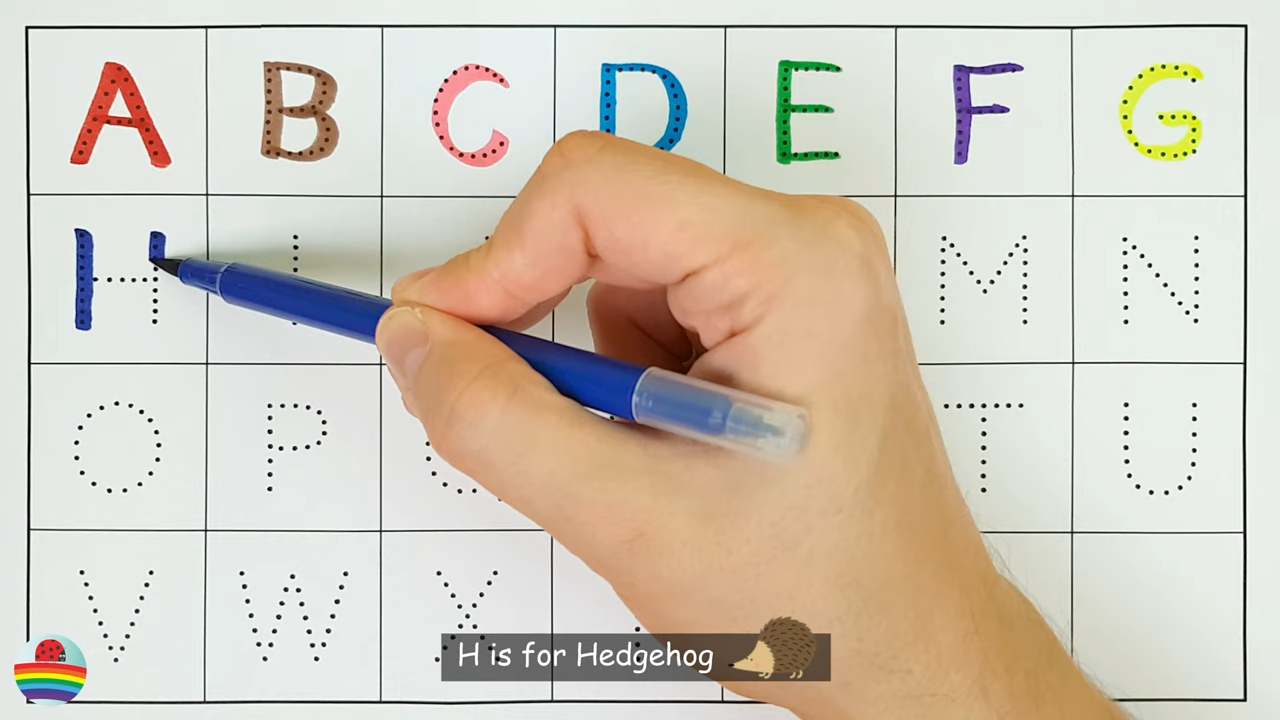 A B C D E F G
H I M N
O P T U
V W X
H is for Hedgehog